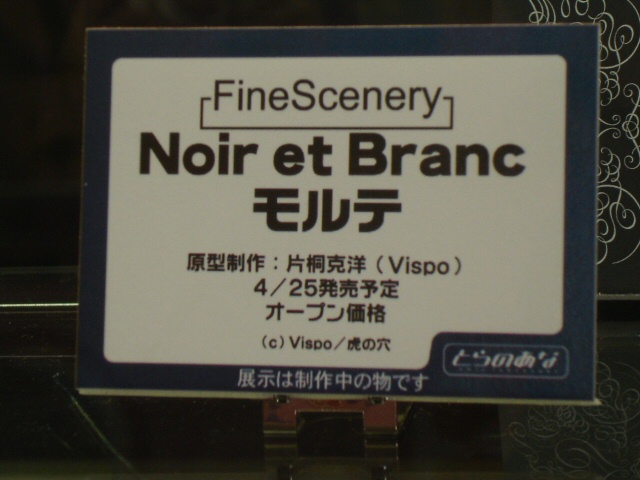 FineScenery
Noir et Branc
モルテ
原型制作：片桐克洋（Vispo）
4／25発売予定
オープン価格
(c) Vispo／虎の穴
とらのあな
展示は制作中の物です